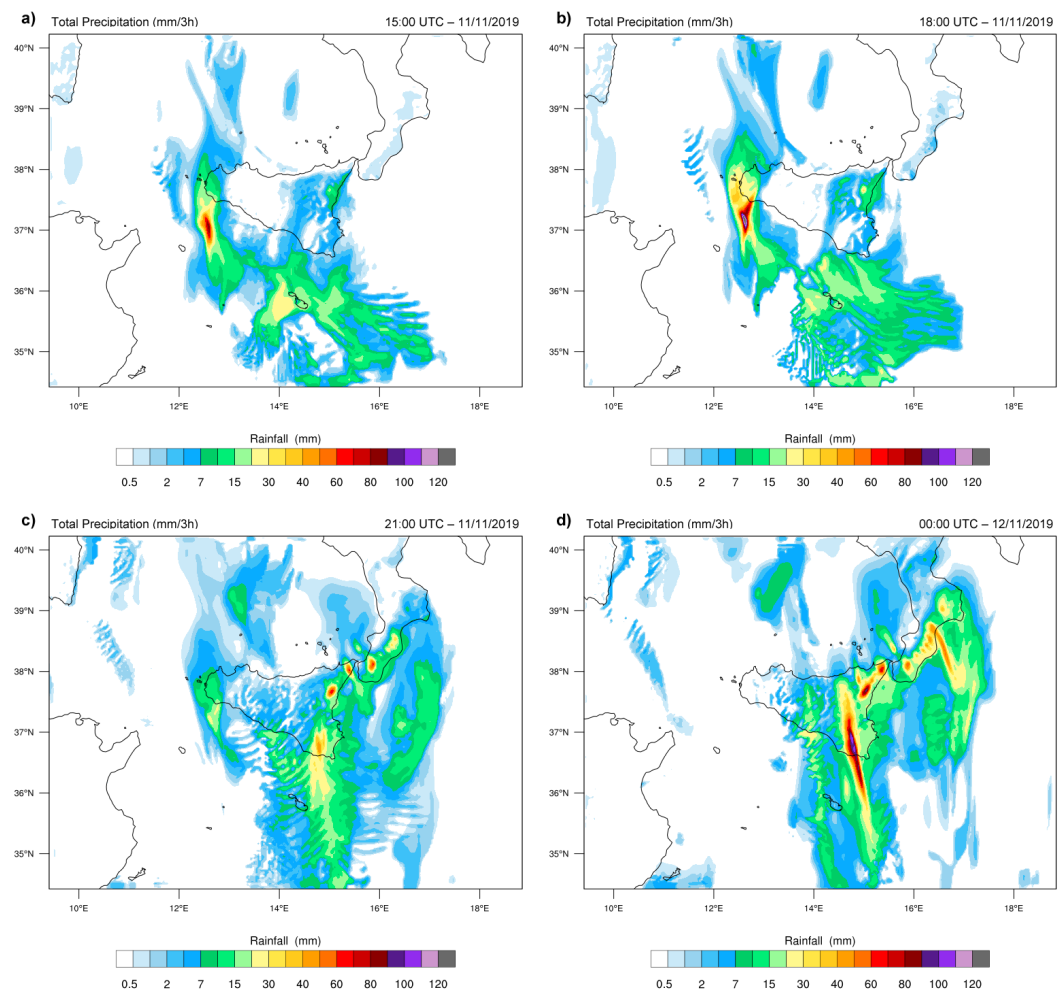 a) Total Precipitation (mm/3h) 15:00 UTC – 11/11/2019
40°N
39°N
38°N
37°N
36°N
35°N
10°E 12°E 14°E 16°E 18°E
Rainfall (mm)
0.5 2 7 15 30 40 60 80 100 120
b) Total Precipitation (mm/3h) 18:00 UTC – 11/11/2019
40°N
39°N
38°N
37°N
36°N
35°N
10°E 12°E 14°E 16°E 18°E
Rainfall (mm)
0.5 2 7 15 30 40 60 80 100 120
c) Total Precipitation (mm/3h) 21:00 UTC – 11/11/2019
40°N
39°N
38°N
37°N
36°N
35°N
10°E 12°E 14°E 16°E 18°E
Rainfall (mm)
0.5 2 7 15 30 40 60 80 100 120
d) Total Precipitation (mm/3h) 00:00 UTC – 12/11/2019
40°N
39°N
38°N
37°N
36°N
35°N
10°E 12°E 14°E 16°E 18°E
Rainfall (mm)
0.5 2 7 15 30 40 60 80 100 120